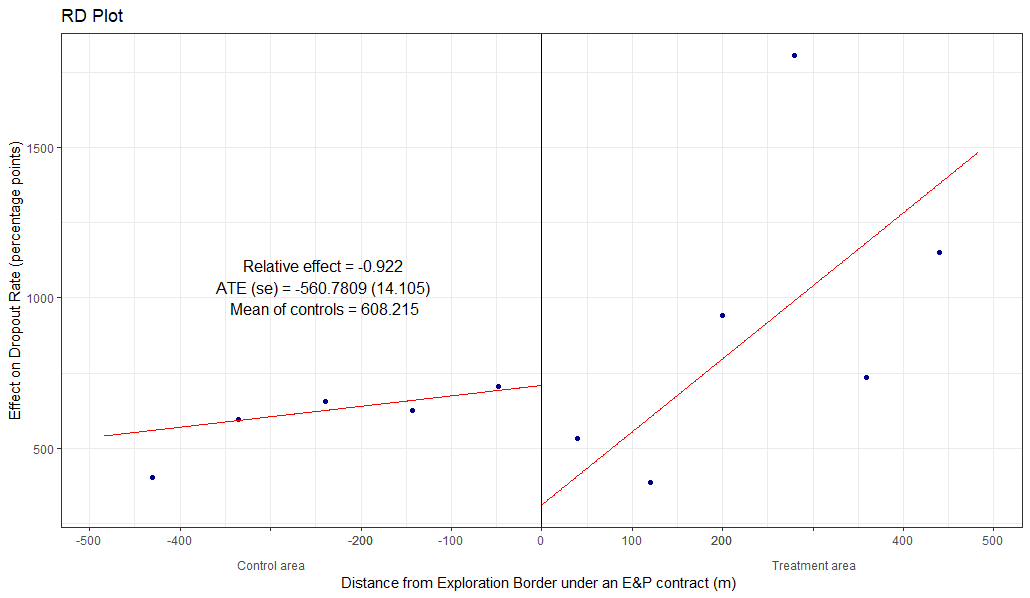 RD Plot
Effect on Dropout Rate (percentage points)
1500
1000
500
Relative effect = -0.922
ATE (se) = -560.7809 (14.105)
Mean of controls = 608.215
-500 -400 -200 -100 0 100 200 400 500
Control area Treatment area
Distance from Exploration Border under an E&P contract (m)